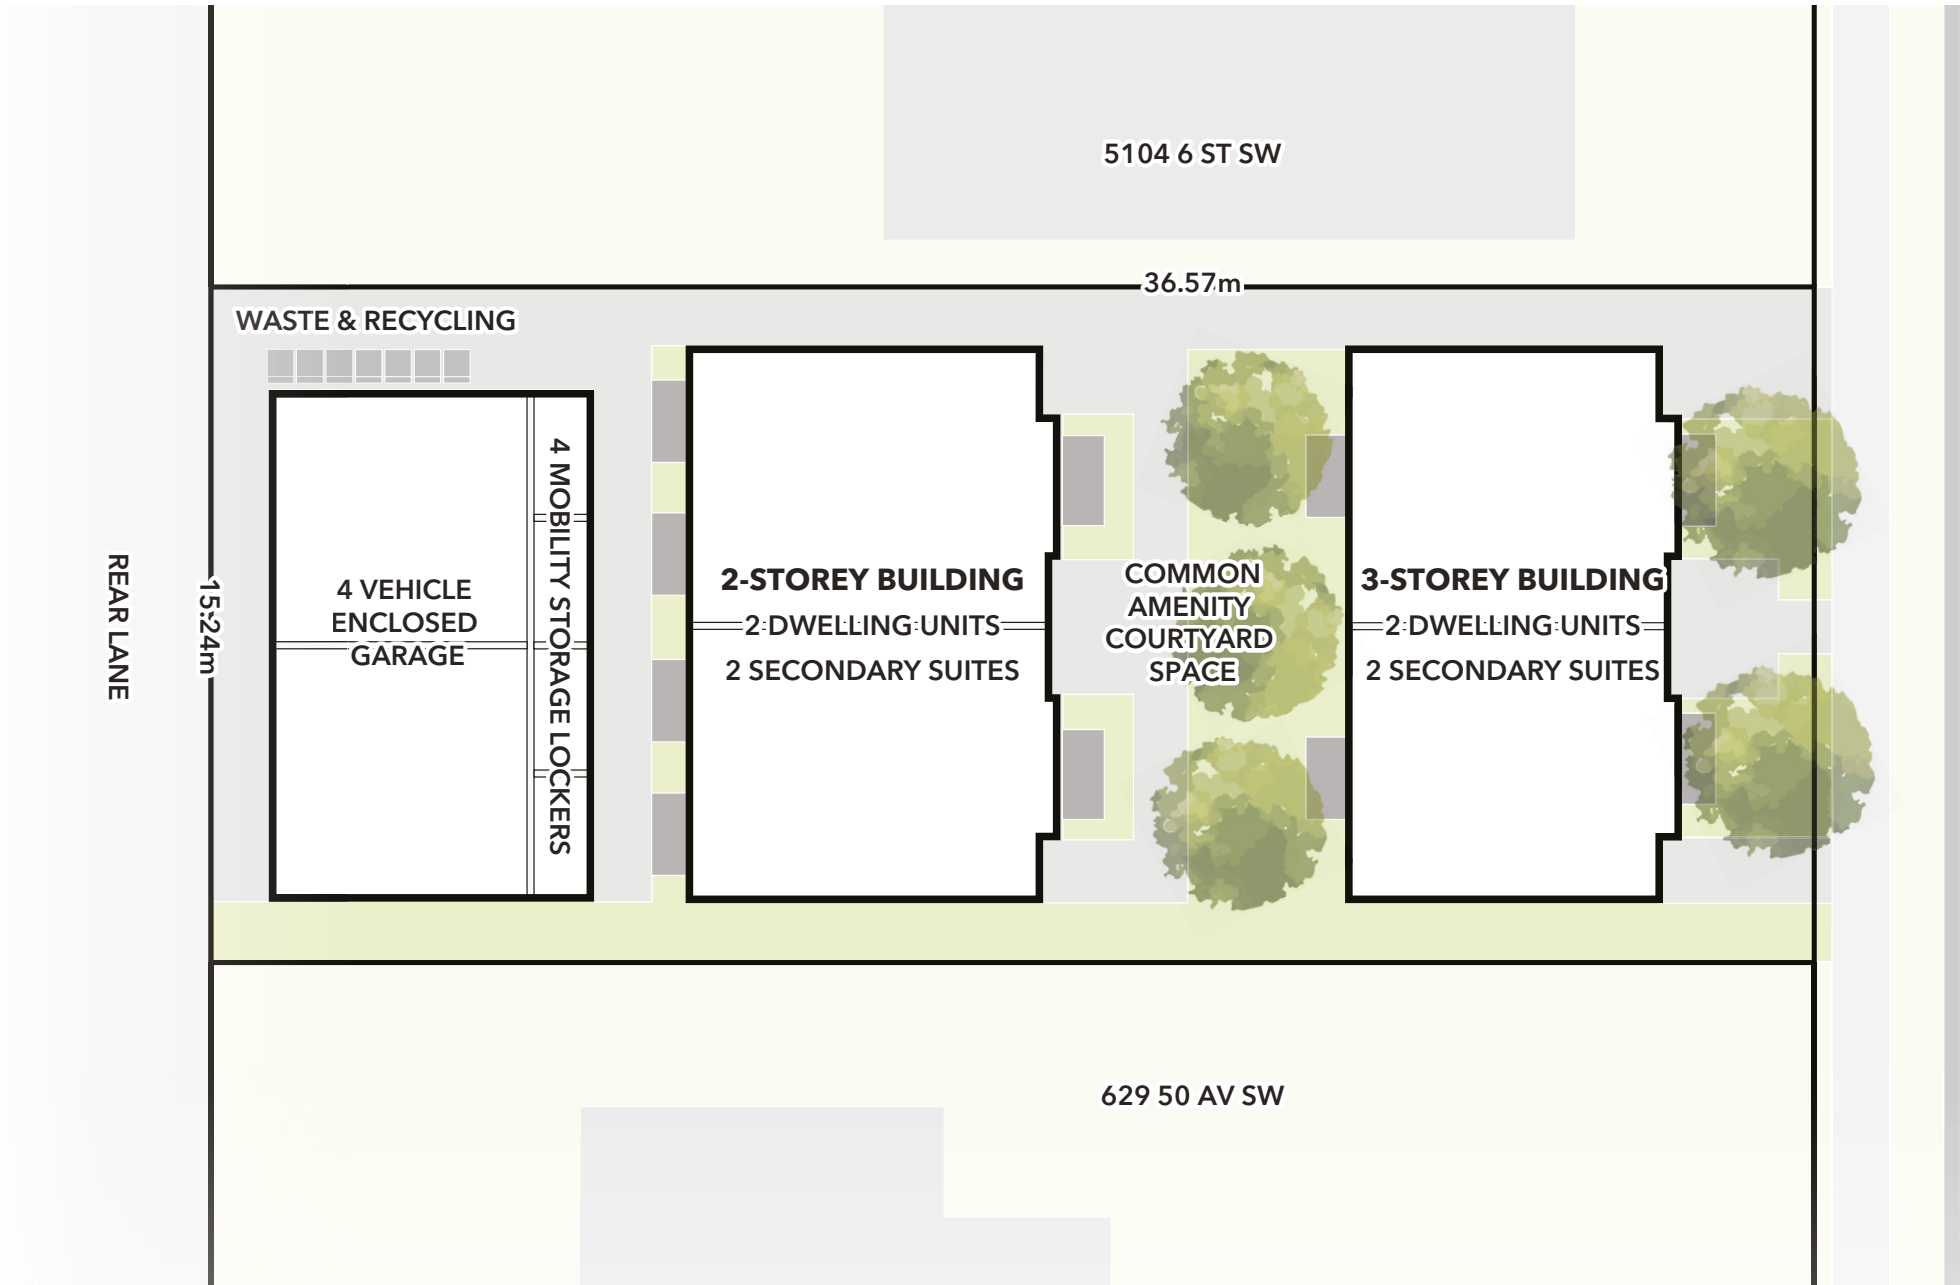 5104 6 ST SW
36.57m
WASTE & RECYCLING
REAR LANE
15.24m
4 VEHICLE
ENCLOSED
GARAGE
4 MOBILITY STORAGE LOCKERS
2-STOREY BUILDING
2 DWELLING UNITS
2 SECONDARY SUITES
COMMON
AMENITY
COURTYARD
SPACE
3-STOREY BUILDING
2 DWELLING UNITS
2 SECONDARY SUITES
629 50 AV SW